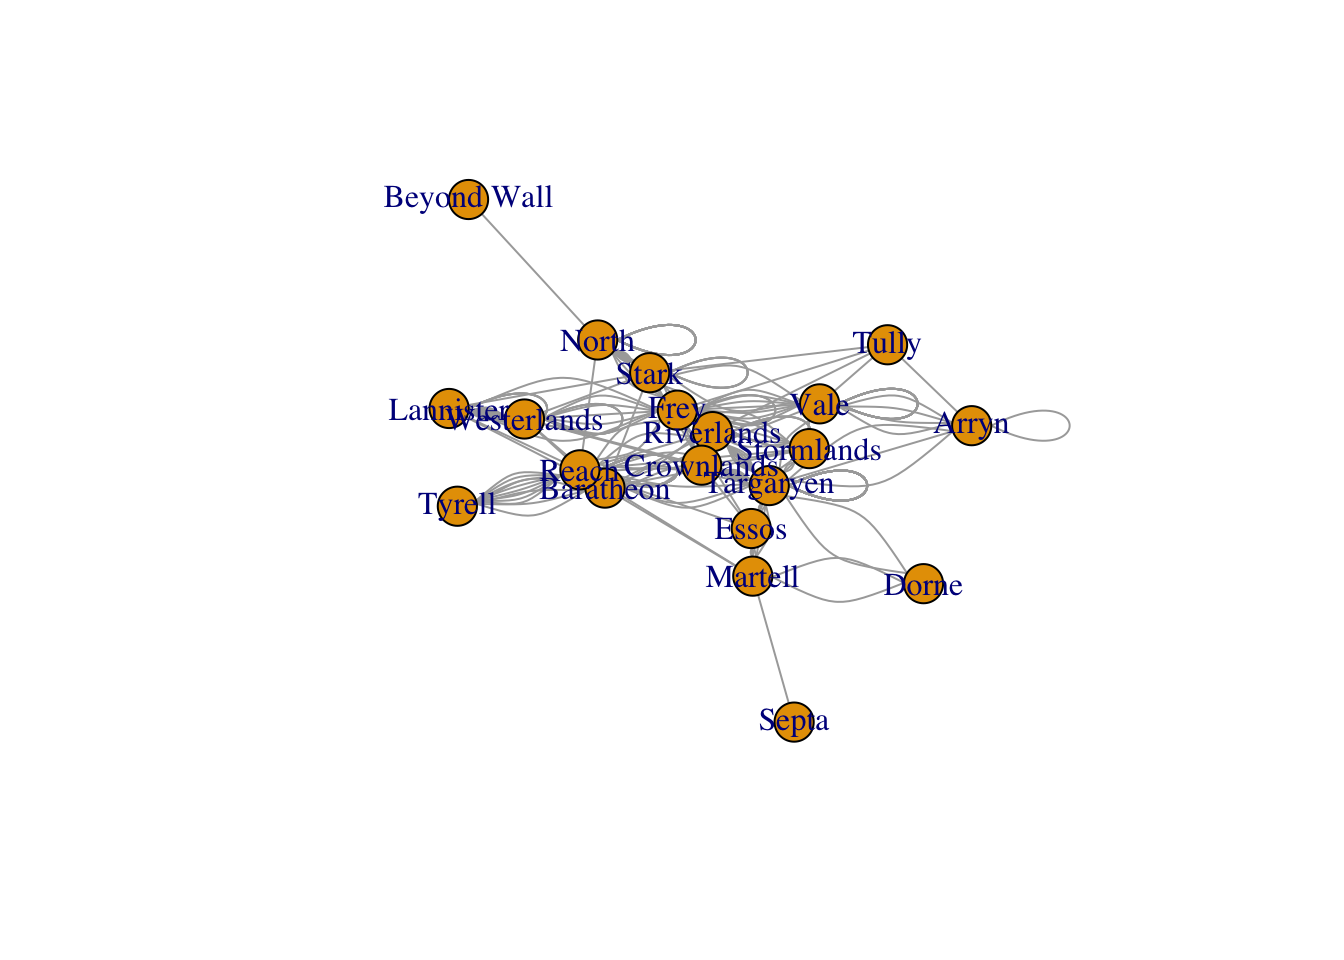 Beyond Wall
North
Tully
Stark
Lannister
Westerlands
Frey
Vale
Arryn
Riverlands
Stormlands
Crownlands
Reach
Targaryen
Baratheon
Tyrell
Essos
Martell
Dorne
Septa